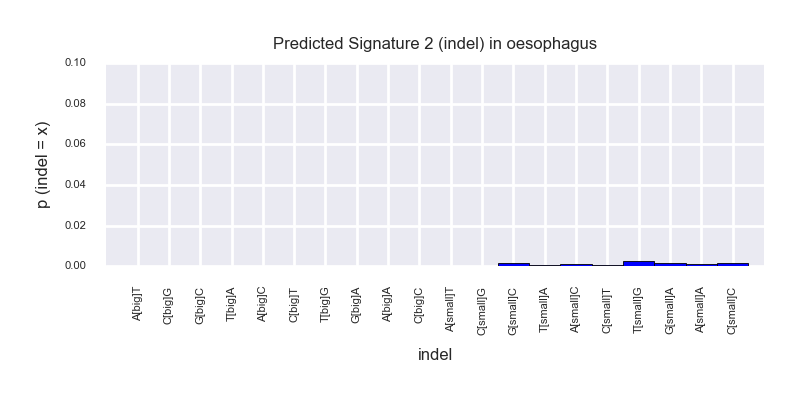 Predicted Signature 2 (indel) in oesophagus
0.10
0.08
0.06
0.04
0.02
0.00
p (indel = x)
A[big]T
C[big]G
G[big]C
T[big]A
A[big]C
C[big]T
T[big]G
G[big]A
A[big]A
C[big]C
A[small]T
C[small]G
G[small]C
T[small]A
A[small]C
C[small]T
T[small]G
G[small]A
A[small]A
C[small]C
indel